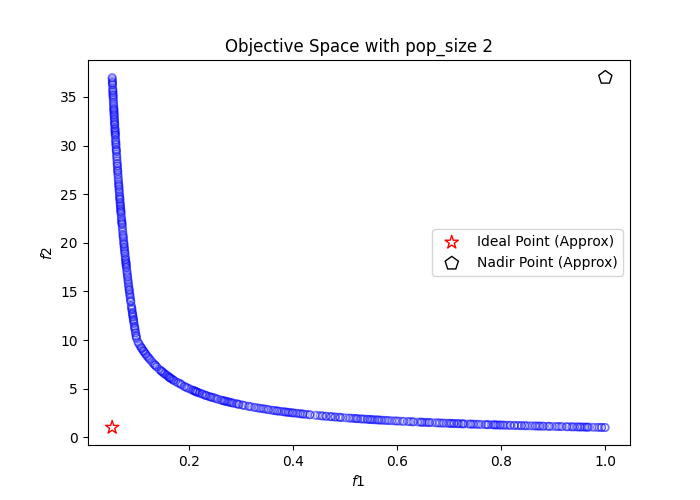 Objective Space with pop_size 2
f2
35
30
25
20
15
10
5
0
Ideal Point (Approx)
Nadir Point (Approx)
0.2
0.4
0.6
0.8
1.0
f1